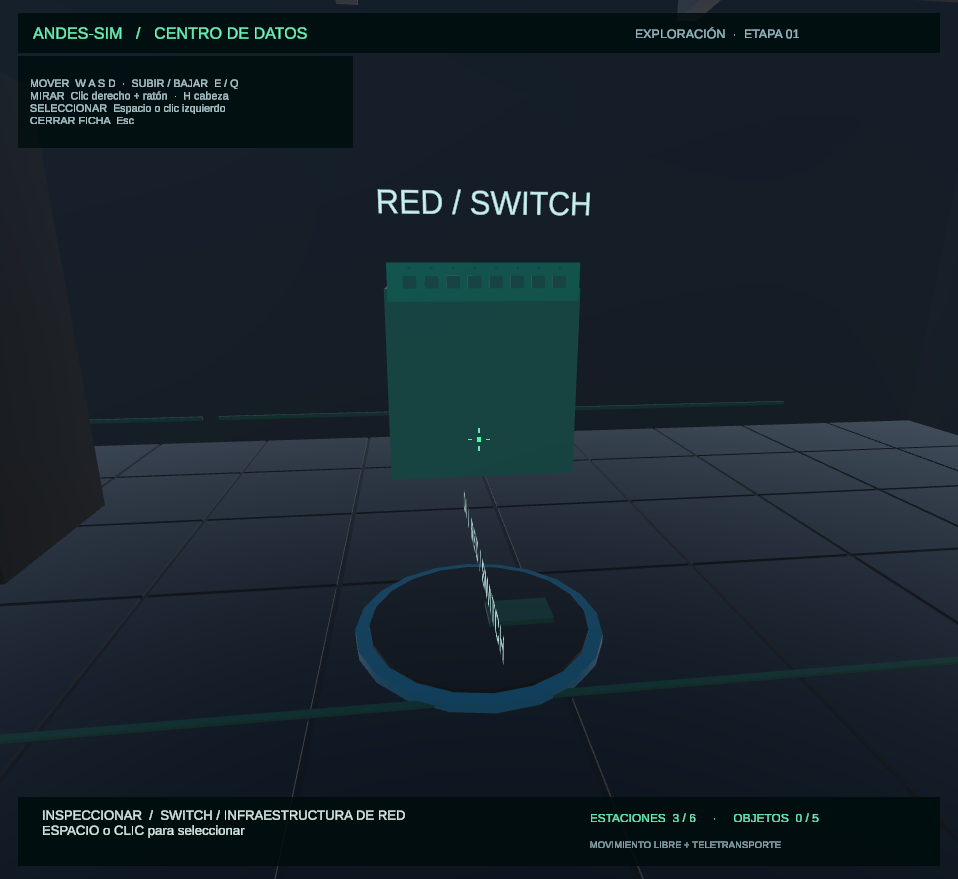 ANDES-SIM / CENTRO DE DATOS
EXPLORACIÓN · ETAPA 01
MOVER W A S D · SUBIR / BAJAR E / Q
MIRAR Clic derecho + ratón · H cabeza
SELECCIONAR Espacio o clic izquierdo
CERRAR FICHA Esc
RED / SWITCH
INSPECCIONAR / SWITCH / INFRAESTRUCTURA DE RED
ESPACIO o CLIC para seleccionar
ESTACIONES 3 / 6 · OBJETOS 0 / 5
MOVIMIENTO LIBRE + TELETRANSPORTE